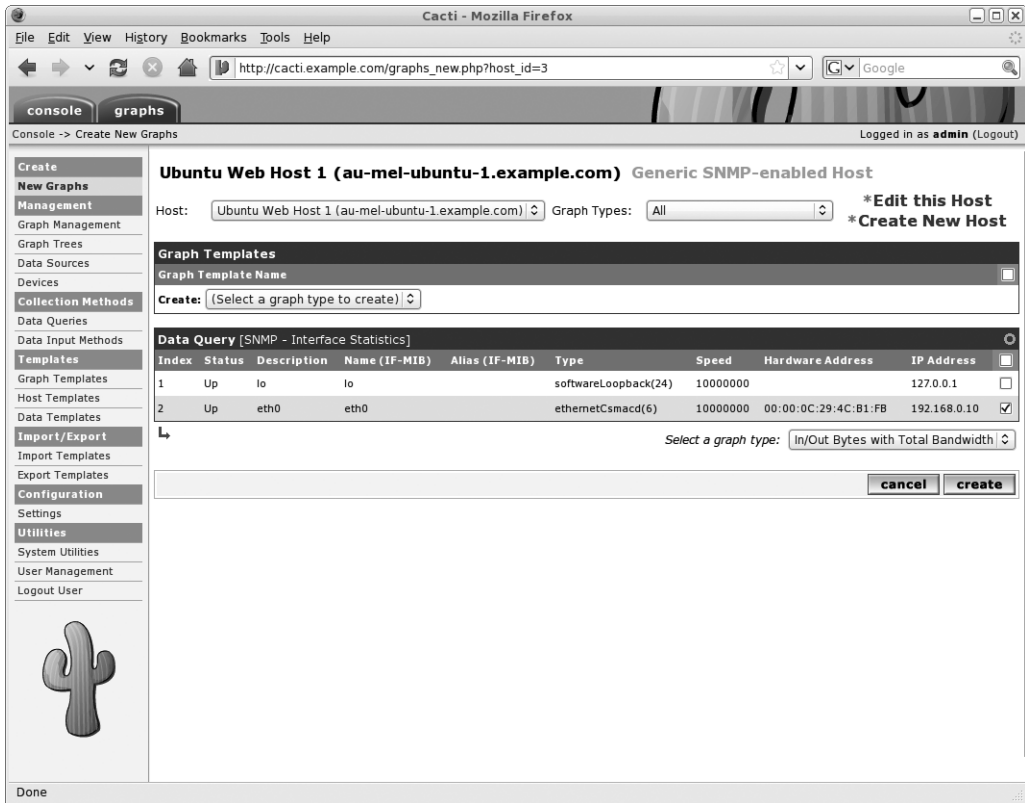 Cacti - Mozilla Firefox
File Edit View History Bookmarks Tools Help
http://cacti.example.com/graphs_new.php?host_id=3
G Google
console graphs
Console -> Create New Graphs
Logged in as admin (Logout)
Create
New Graphs
Management
Graph Management
Graph Trees
Data Sources
Devices
Collection Methods
Data Queries
Data Input Methods
Templates
Graph Templates
Host Templates
Data Templates
Import/Export
Import Templates
Export Templates
Configuration
Settings
Utilities
System Utilities
User Management
Logout User
Ubuntu Web Host 1 (au-mel-ubuntu-1.example.com) Generic SNMP-enabled Host
Host: Ubuntu Web Host 1 (au-mel-ubuntu-1.example.com) Graph Types: All
*Edit this Host
*Create New Host
Graph Templates
Graph Template Name
Create: (Select a graph type to create)
Data Query [SNMP - Interface Statistics]
Index Status Description Name (IF-MIB) Alias (IF-MIB) Type Speed Hardware Address IP Address
1 Up lo lo softwareLoopback(24) 10000000 127.0.0.1
2 Up eth0 eth0 ethernetCsmacd(6) 10000000 00:00:0C:29:4C:B1:FB 192.168.0.10
Select a graph type: In/Out Bytes with Total Bandwidth
cancel create
Done